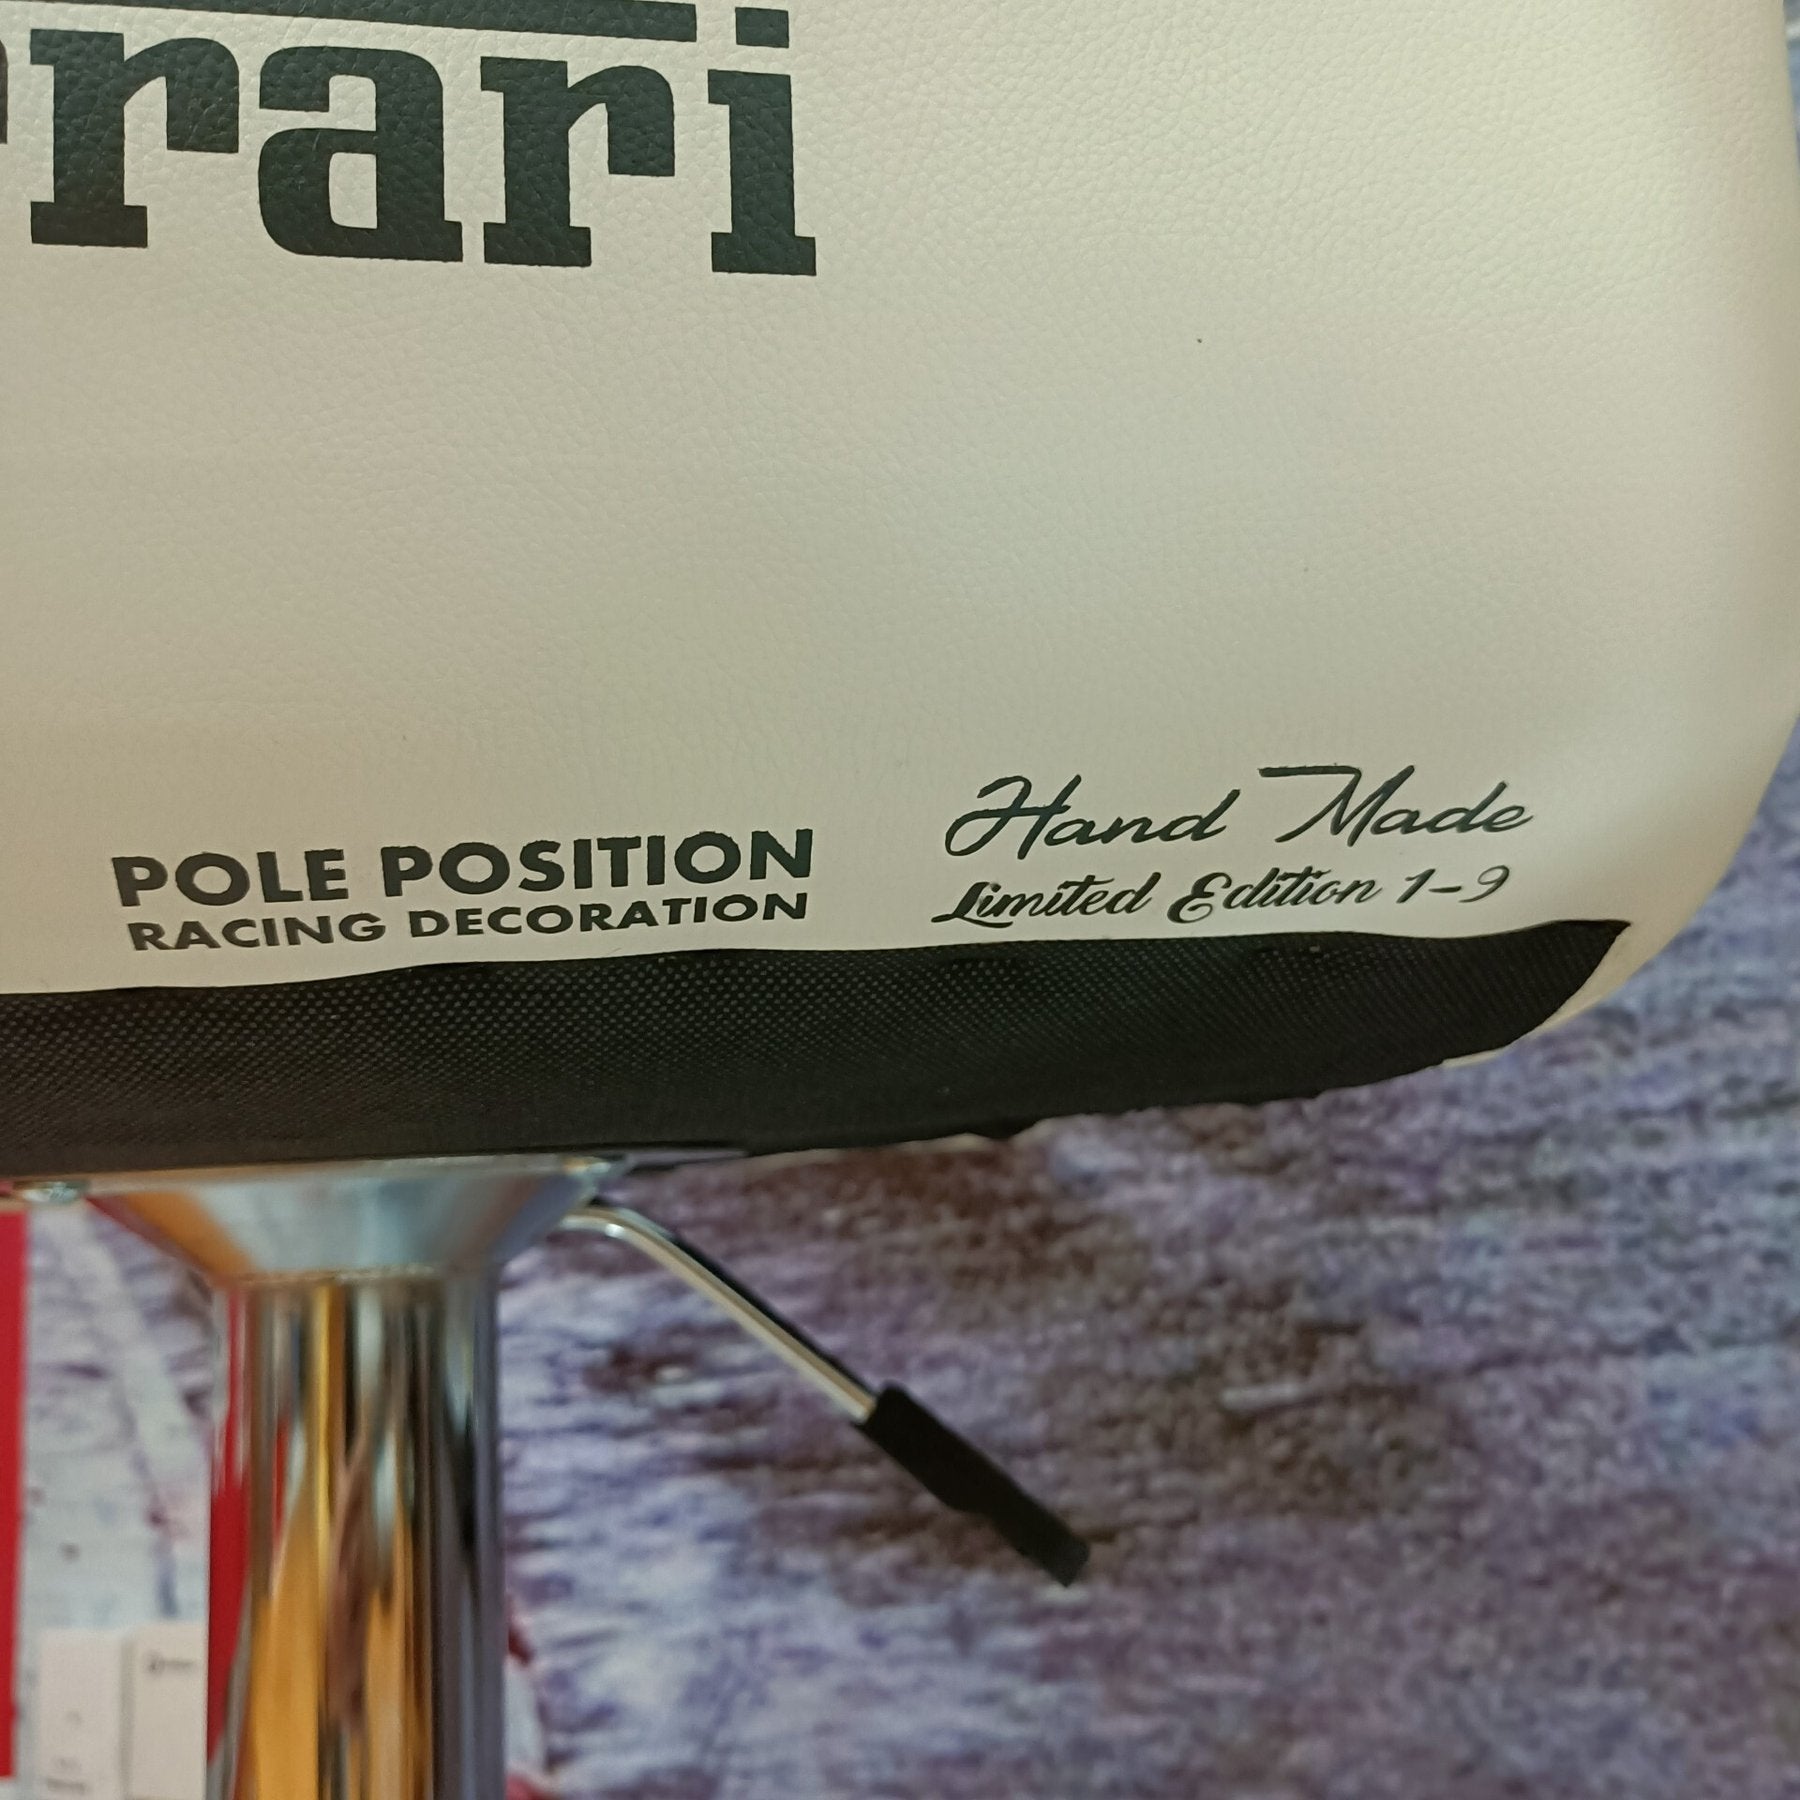 rrari
POLE POSITION
RACING DECORATION
Hand Made
Limited Edition 1-9